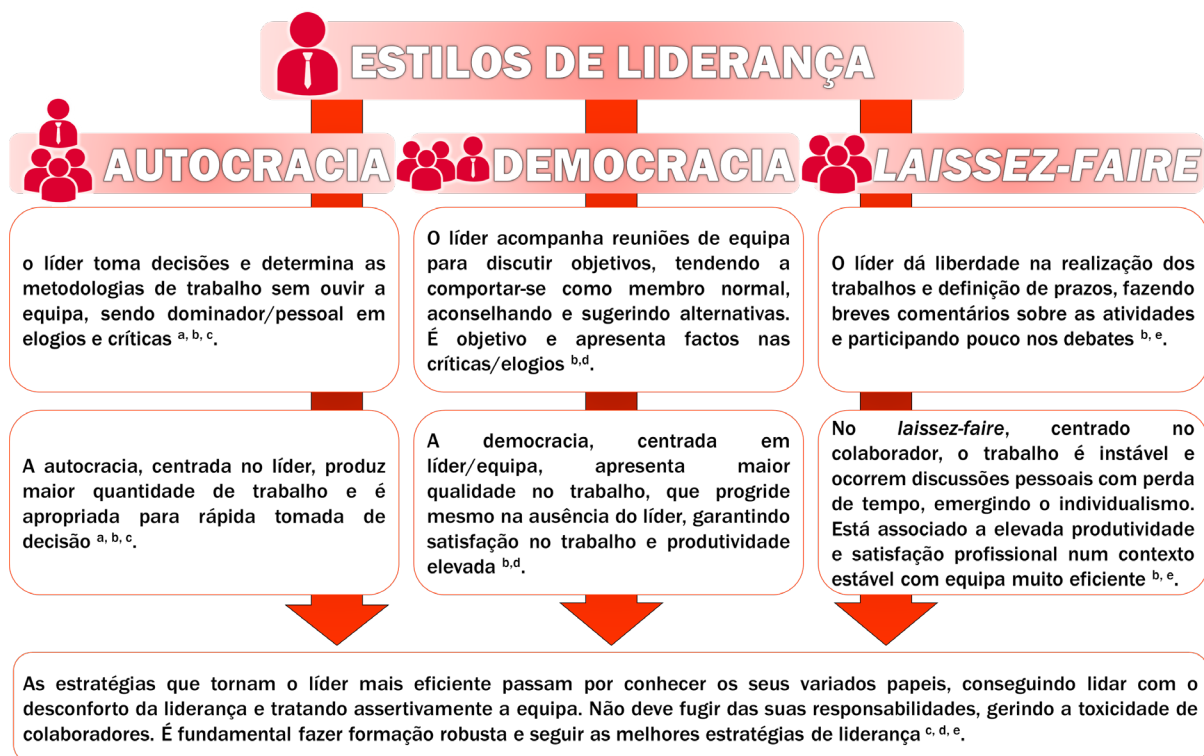 ESTILOS DE LIDERANÇA
AUTOCRACIA
o líder toma decisões e determina as
metodologias de trabalho sem ouvir a
equipa, sendo dominador/pessoal em
elogios e críticas a, b, c.
A autocracia, centrada no líder, produz
maior quantidade de trabalho e é
apropriada para rápida tomada de
decisão a, b, c.
DEMOCRACIA
O líder acompanha reuniões de equipa
para discutir objetivos, tendendo a
comportar-se como membro normal,
aconselhando e sugerindo alternativas.
É objetivo e apresenta factos nas
críticas/elogios b,d.
A democracia, centrada em
líder/equipa, apresenta maior
qualidade no trabalho, que progride
mesmo na ausência do líder, garantindo
satisfação no trabalho e produtividade
elevada b,d.
LAISSEZ-FAIRE
O líder dá liberdade na realização dos
trabalhos e definição de prazos, fazendo
breves comentários sobre as atividades
e participando pouco nos debates b, e.
No laissez-faire, centrado no
colaborador, o trabalho é instável e
ocorrem discussões pessoais com perda
de tempo, emergindo o individualismo.
Está associado a elevada produtividade
e satisfação profissional num contexto
estável com equipa muito eficiente b, e.
As estratégias que tornam o líder mais eficiente passam por conhecer os seus variados papeis, conseguindo lidar com o
desconforto da liderança e tratando assertivamente a equipa. Não deve fugir das suas responsabilidades, gerindo a toxicidade de
colaboradores. É fundamental fazer formação robusta e seguir as melhores estratégias de liderança c, d, e.